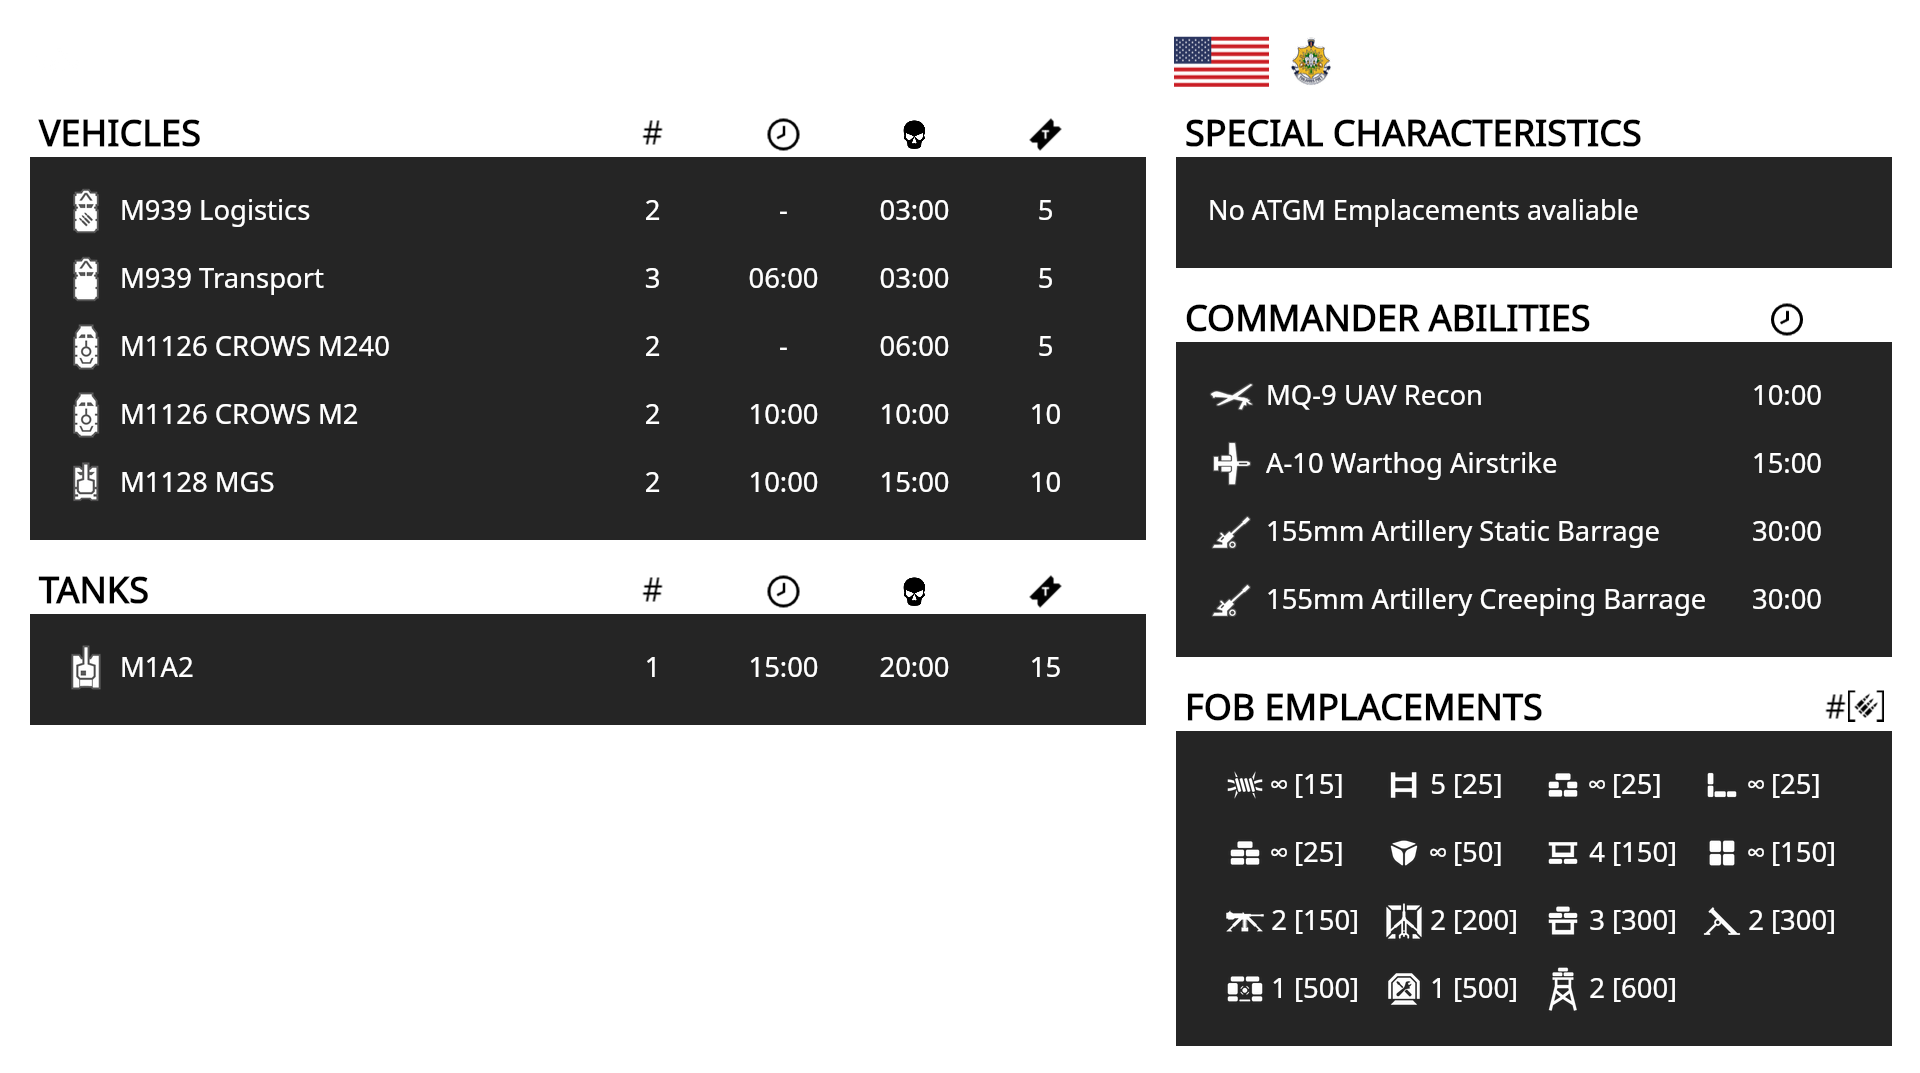 VEHICLES #
M939 Logistics 2 - 03:00 5
M939 Transport 3 06:00 03:00 5
M1126 CROWS M240 2 - 06:00 5
M1126 CROWS M2 2 10:00 10:00 10
M1128 MGS 2 10:00 15:00 10
TANKS #
M1A2 1 15:00 20:00 15
SPECIAL CHARACTERISTICS
No ATGM Emplacements avaliable
COMMANDER ABILITIES
MQ-9 UAV Recon 10:00
A-10 Warthog Airstrike 15:00
155mm Artillery Static Barrage 30:00
155mm Artillery Creeping Barrage 30:00
FOB EMPLACEMENTS #[]
∞ [15] 5 [25] ∞ [25] ∞ [25]
∞ [25] ∞ [50] 4 [150] ∞ [150]
2 [150] 2 [200] 3 [300] 2 [300]
1 [500] 1 [500] 2 [600]